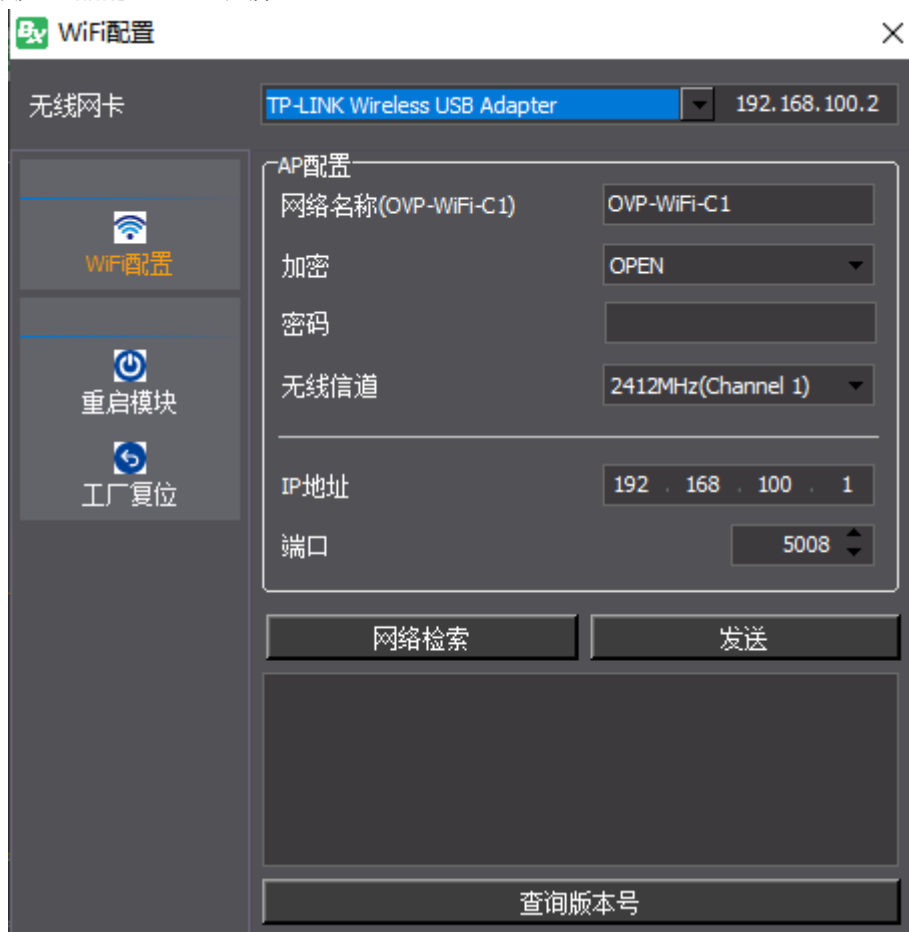 WiFi配置
无线网卡 TP-LINK Wireless USB Adapter 192.168.100.2
AP配置
网络名称(OVP-WiFi-C1) OVP-WiFi-C1
WiFi配置
加密 OPEN
密码
重启模块
无线信道 2412MHz(Channel 1)
工厂复位
IP地址 192 . 168 . 100 . 1
端口 5008
网络检索 发送
查询版本号